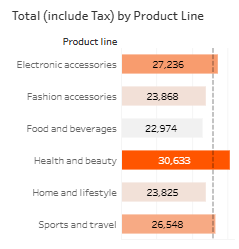 Total (include Tax) by Product Line
Product line
Electronic accessories 27,236
Fashion accessories 23,868
Food and beverages 22,974
Health and beauty 30,633
Home and lifestyle 23,825
Sports and travel 26,548